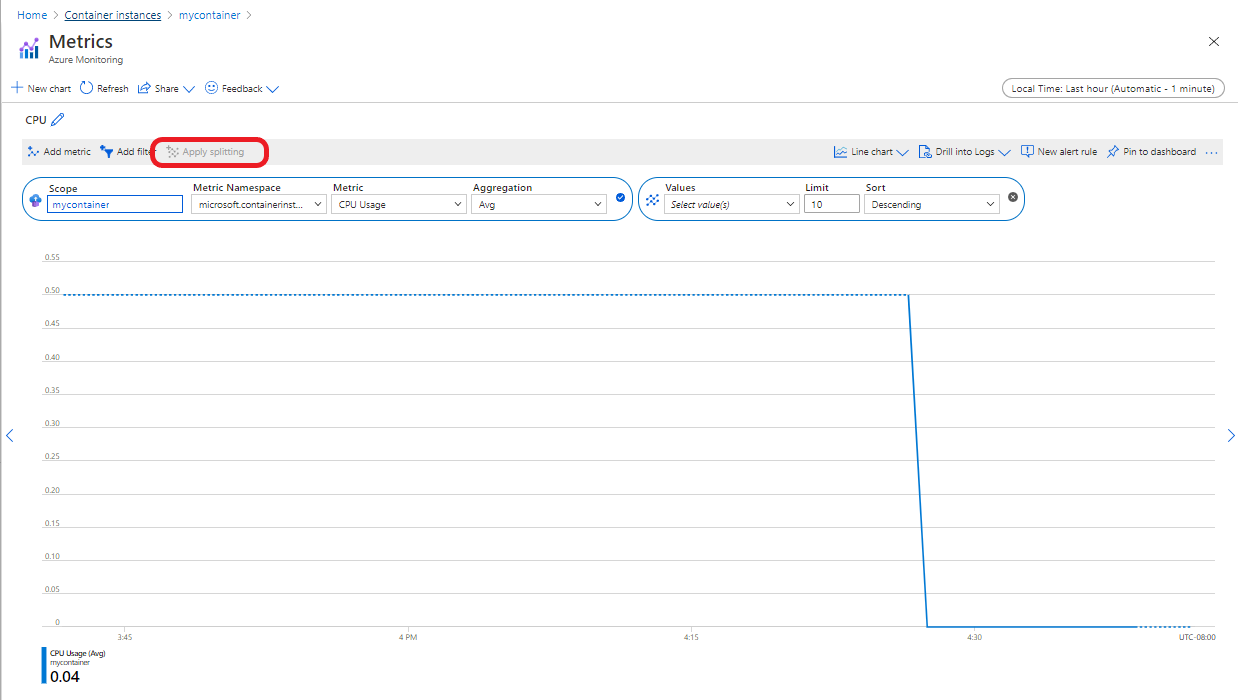 Home > Container instances > mycontainer >
Metrics
Azure Monitoring
New chart Refresh Share Feedback Local Time: Last hour (Automatic - 1 minute)
CPU
Add metric Add filte Apply splitting Line chart Drill into Logs New alert rule Pin to dashboard ...
Scope Metric Namespace Metric Aggregation Values Limit Sort
mycontainer microsoft.containerinst... CPU Usage Avg Select value(s) 10 Descending
0.55
0.50
0.45
0.40
0.35
0.30
0.25
0.20
0.15
0.10
0.05
0
3:45 4 PM 4:15 4:30 UTC-08:00
CPU Usage (Avg)
mycontainer
0.04